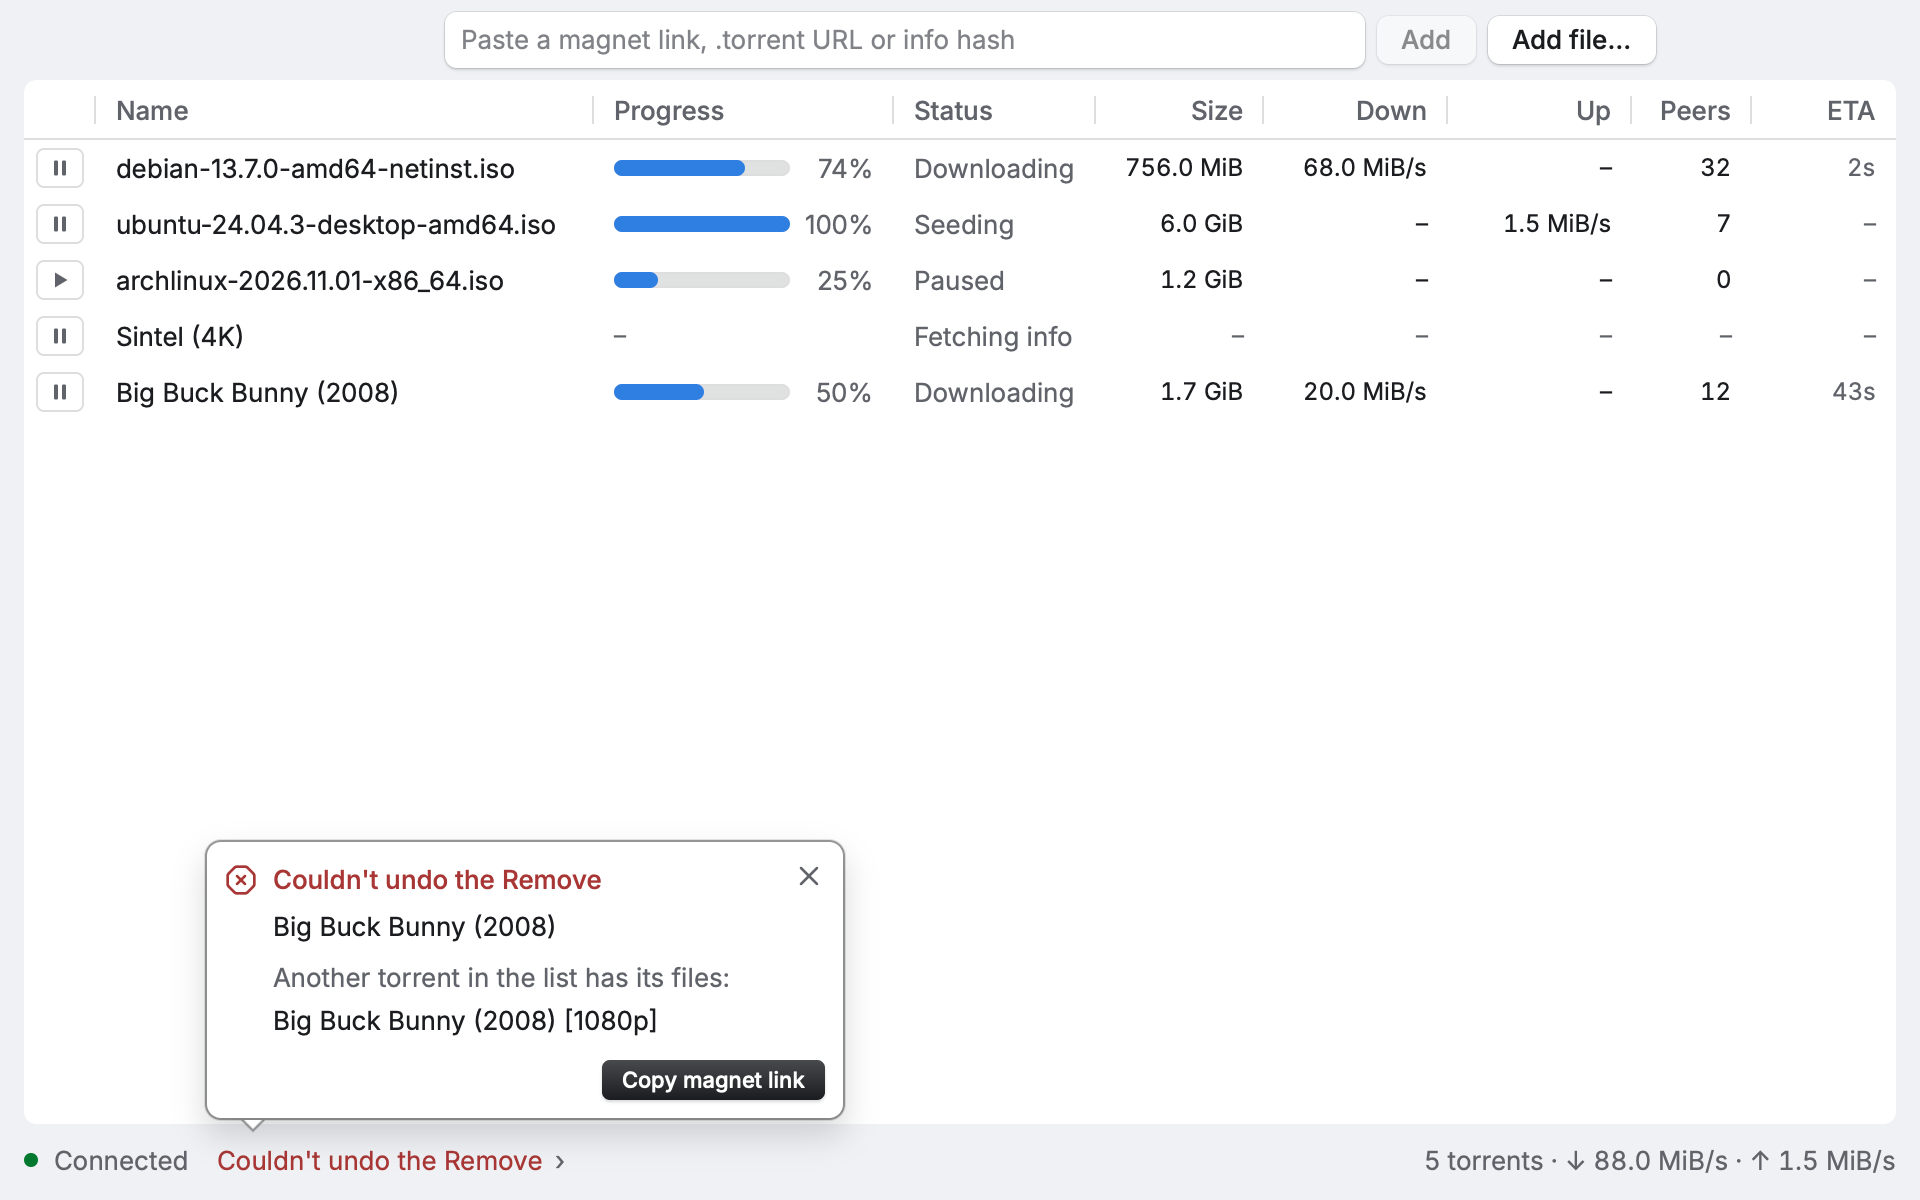 Paste a magnet link, .torrent URL or info hash Add Add file...
Name Progress Status Size Down Up Peers ETA
debian-13.7.0-amd64-netinst.iso 74% Downloading 756.0 MiB 68.0 MiB/s – 32 2s
ubuntu-24.04.3-desktop-amd64.iso 100% Seeding 6.0 GiB – 1.5 MiB/s 7 –
archlinux-2026.11.01-x86_64.iso 25% Paused 1.2 GiB – – 0 –
Sintel (4K) – Fetching info – – – – –
Big Buck Bunny (2008) 50% Downloading 1.7 GiB 20.0 MiB/s – 12 43s
Couldn't undo the Remove
Big Buck Bunny (2008)
Another torrent in the list has its files:
Big Buck Bunny (2008) [1080p]
Copy magnet link
Connected Couldn't undo the Remove › 5 torrents · ↓ 88.0 MiB/s · ↑ 1.5 MiB/s